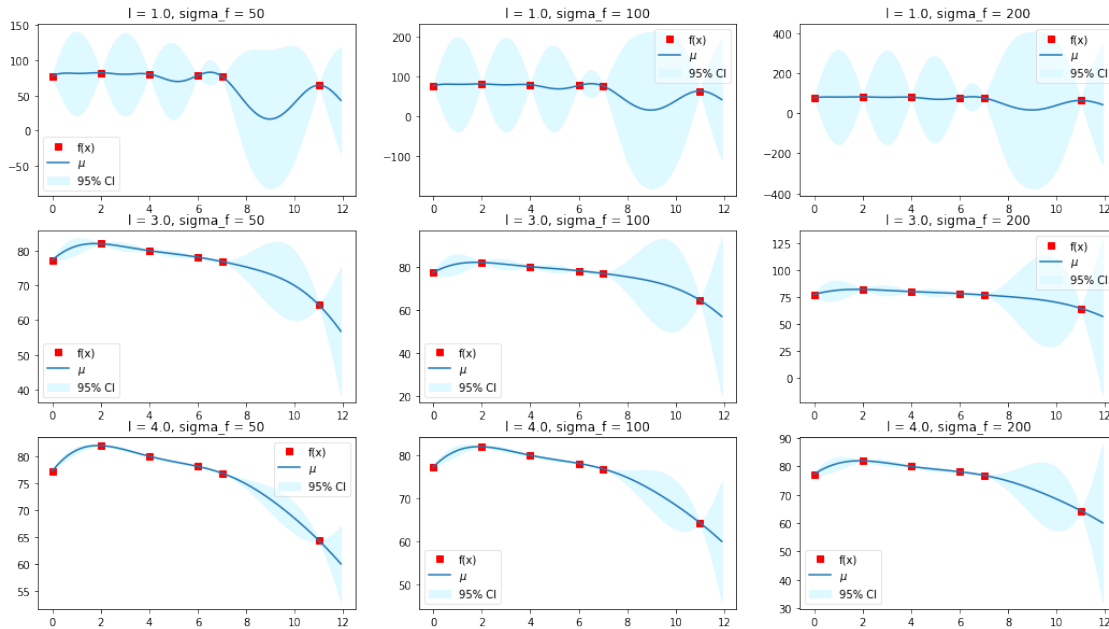 l = 1.0, sigma_f = 50
150
100
50
0
−50
f(x)
μ
95% CI
0 2 4 6 8 10 12
l = 1.0, sigma_f = 100
200
100
0
−100
f(x)
μ
95% CI
0 2 4 6 8 10 12
l = 1.0, sigma_f = 200
400
200
0
−200
−400
f(x)
μ
95% CI
0 2 4 6 8 10 12
l = 3.0, sigma_f = 50
80
70
60
50
40
f(x)
μ
95% CI
0 2 4 6 8 10 12
l = 3.0, sigma_f = 100
80
60
40
20
f(x)
μ
95% CI
0 2 4 6 8 10 12
l = 3.0, sigma_f = 200
125
100
75
50
25
0
f(x)
μ
95% CI
0 2 4 6 8 10 12
l = 4.0, sigma_f = 50
80
75
70
65
60
55
f(x)
μ
95% CI
0 2 4 6 8 10 12
l = 4.0, sigma_f = 100
80
70
60
50
f(x)
μ
95% CI
0 2 4 6 8 10 12
l = 4.0, sigma_f = 200
90
80
70
60
50
40
30
f(x)
μ
95% CI
0 2 4 6 8 10 12